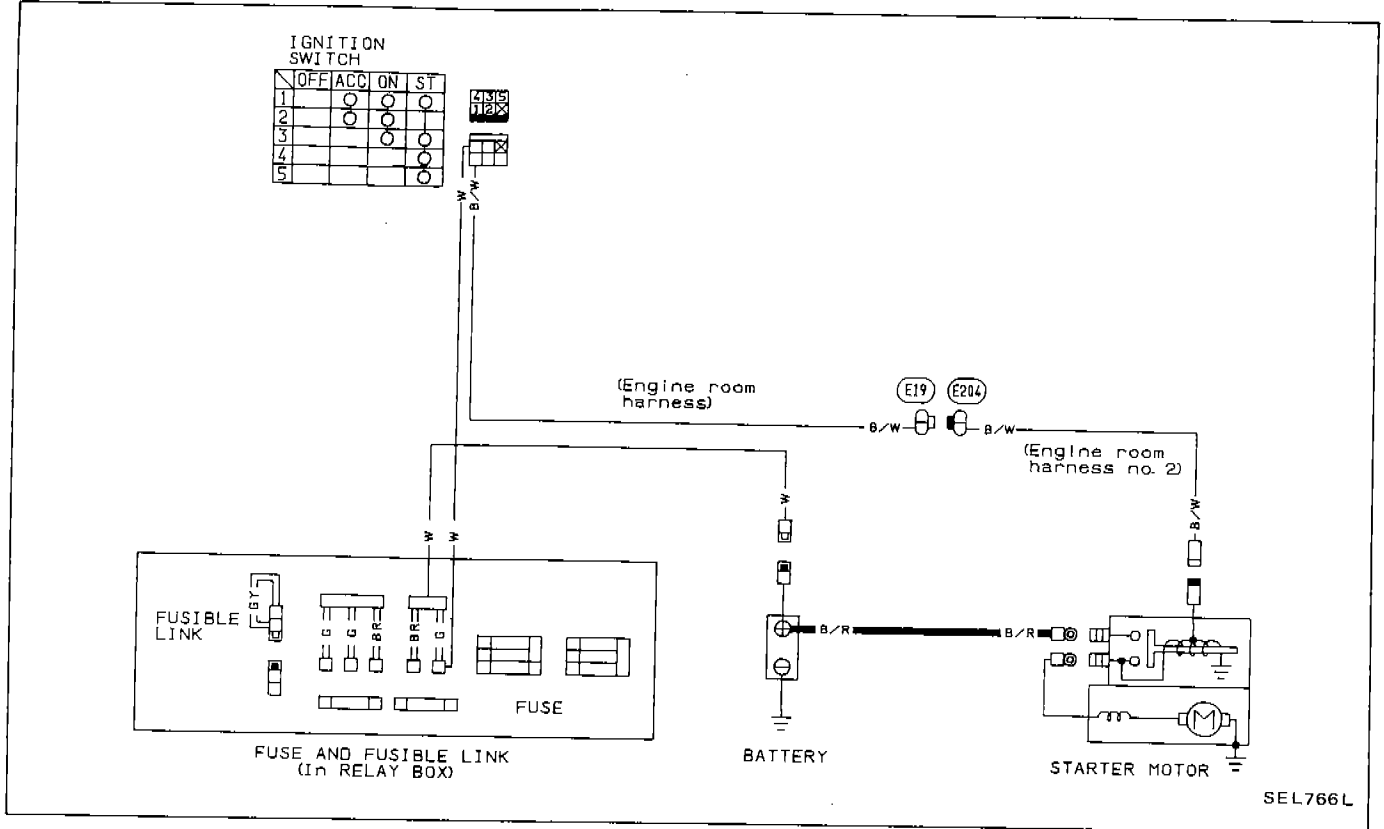 IGNITION
SWITCH
OFF ACC ON ST
1
2
3
4
5
4 3 5
1 2
W
B/W
(Engine room
harness)
E19 E204
B/W
B/W
(Engine room
harness no. 2)
W
W
W
B/W
FUSIBLE
LINK
GY
G G BR BR G
FUSE
B/R B/R
M
FUSE AND FUSIBLE LINK
(In RELAY BOX)
BATTERY
STARTER MOTOR
SEL766L